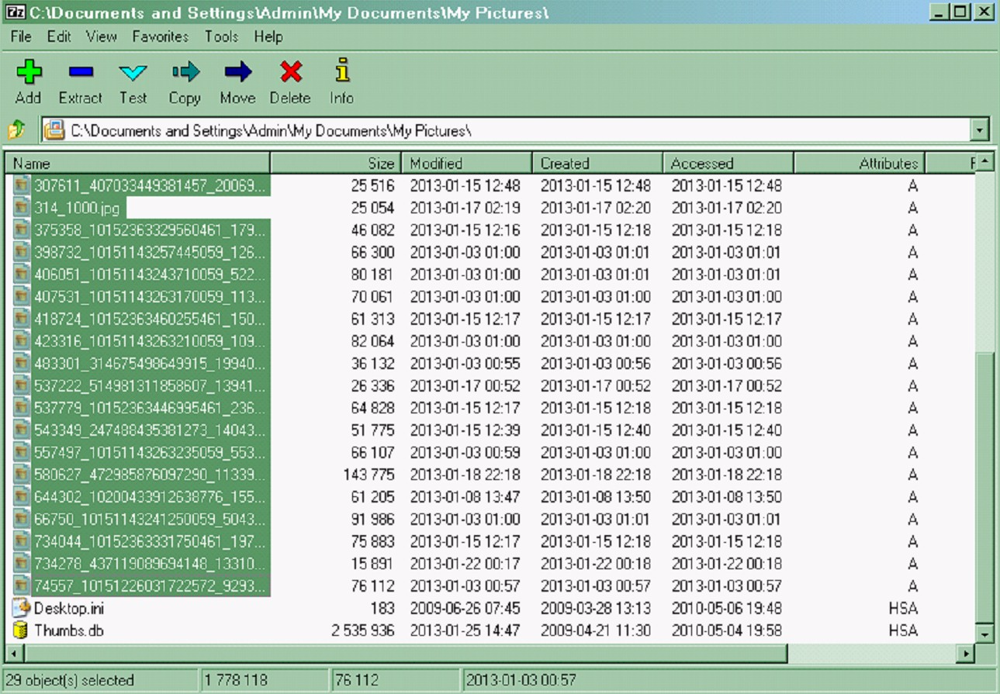 C:\Documents and Settings\Admin\My Documents\My Pictures\
File Edit View Favorites Tools Help
Add Extract Test Copy Move Delete Info
C:\Documents and Settings\Admin\My Documents\My Pictures\
Name Size Modified Created Accessed Attributes
307611_407033449381457_20069... 25 516 2013-01-15 12:48 2013-01-15 12:48 2013-01-15 12:48 A
314_1000.jpg 25 054 2013-01-17 02:19 2013-01-17 02:20 2013-01-17 02:20 A
375358_10152363329560461_179... 46 082 2013-01-15 12:16 2013-01-15 12:18 2013-01-15 12:18 A
398732_10151143257445059_126... 66 300 2013-01-03 01:00 2013-01-03 01:01 2013-01-03 01:01 A
406051_10151143243710059_522... 80 181 2013-01-03 01:00 2013-01-03 01:01 2013-01-03 01:01 A
407531_10151143263170059_113... 70 061 2013-01-03 01:00 2013-01-03 01:00 2013-01-03 01:00 A
418724_10152363460255461_150... 61 313 2013-01-15 12:17 2013-01-15 12:17 2013-01-15 12:17 A
423316_10151143263210059_109... 82 064 2013-01-03 01:00 2013-01-03 01:00 2013-01-03 01:00 A
483301_314675498649915_19940... 36 132 2013-01-03 00:55 2013-01-03 00:56 2013-01-03 00:56 A
537222_514981311858607_13941... 26 336 2013-01-17 00:52 2013-01-17 00:52 2013-01-17 00:52 A
537779_10152363446995461_236... 64 828 2013-01-15 12:17 2013-01-15 12:18 2013-01-15 12:18 A
543349_247488435381273_14043... 51 775 2013-01-15 12:39 2013-01-15 12:40 2013-01-15 12:40 A
557497_10151143263235059_553... 66 107 2013-01-03 00:59 2013-01-03 01:00 2013-01-03 01:00 A
580627_472985876097290_11339... 143 775 2013-01-18 22:18 2013-01-18 22:18 2013-01-18 22:18 A
644302_10200433912638776_155... 61 205 2013-01-08 13:47 2013-01-08 13:50 2013-01-08 13:50 A
66750_10151143241250059_5043... 91 986 2013-01-03 01:00 2013-01-03 01:01 2013-01-03 01:01 A
734044_10152363331750461_197... 75 883 2013-01-15 12:17 2013-01-15 12:18 2013-01-15 12:18 A
734278_437119089694148_13310... 15 891 2013-01-22 00:17 2013-01-22 00:18 2013-01-22 00:18 A
74557_10151226031722572_9293... 76 112 2013-01-03 00:57 2013-01-03 00:57 2013-01-03 00:57 A
Desktop.ini 183 2009-06-26 07:45 2009-03-28 13:13 2010-05-06 19:48 HSA
Thumbs.db 2 535 936 2013-01-25 14:47 2009-04-21 11:30 2010-05-04 19:58 HSA
29 object(s) selected 1 778 118 76 112 2013-01-03 00:57